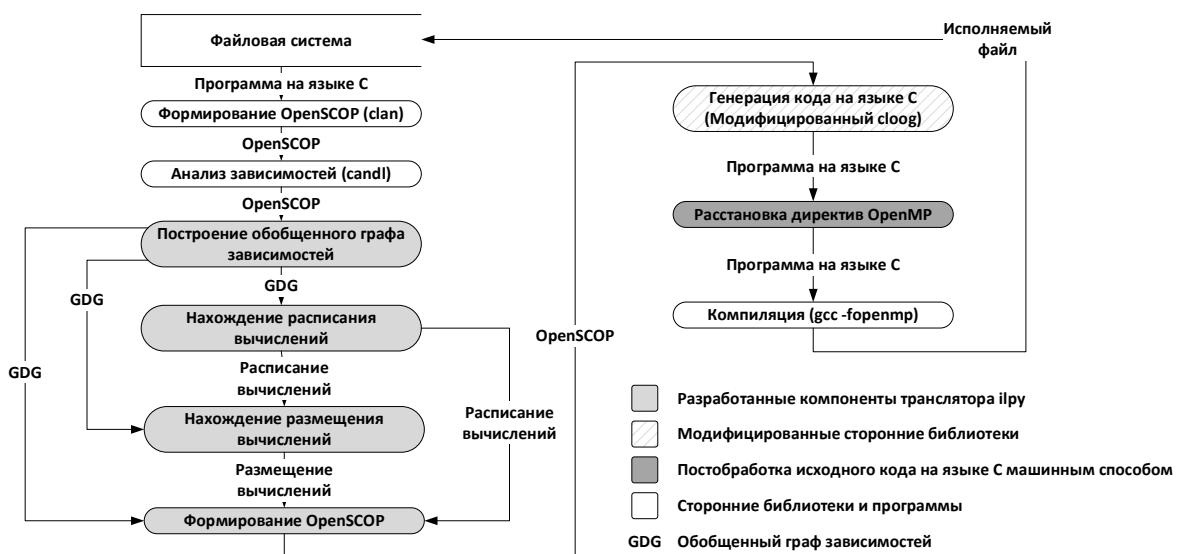 Файловая система
Программа на языке C
Формирование OpenSCOP (clan)
OpenSCOP
Анализ зависимостей (candl)
OpenSCOP
Построение обобщенного графа
зависимостей
GDG
GDG
GDG
Нахождение расписания
вычислений
Расписание
вычислений
Нахождение размещения
вычислений
Расписание
вычислений
Размещение
вычислений
Формирование OpenSCOP
OpenSCOP
Исполняемый
файл
Генерация кода на языке C
(Модифицированный cloog)
Программа на языке C
Расстановка директив OpenMP
Программа на языке C
Компиляция (gcc -fopenmp)
Разработанные компоненты транслятора ilpy
Модифицированные сторонние библиотеки
Постобработка исходного кода на языке C машинным способом
Сторонние библиотеки и программы
GDG Обобщенный граф зависимостей